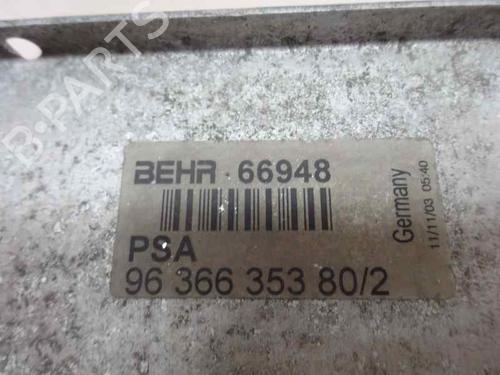 BEHR 66948
PSA
96 366 353 80/2
Germany
11/11/03 05:40
B-PARTS